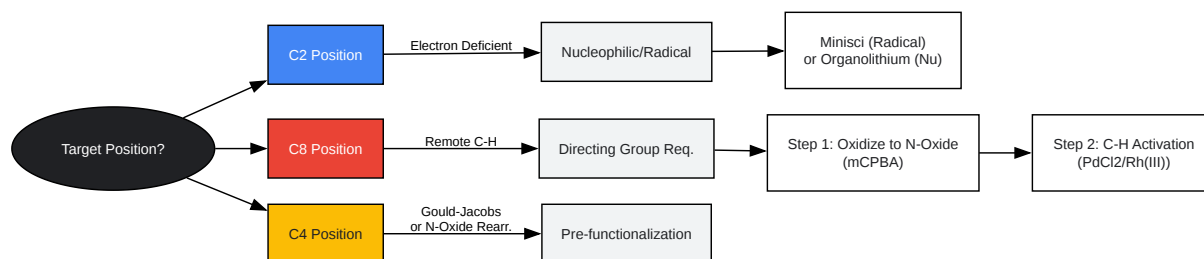 Target Position?
C2 Position
Electron Deficient
Nucleophilic/Radical
Minisci (Radical)
or Organolithium (Nu)
C8 Position
Remote C-H
Directing Group Req.
Step 1: Oxidize to N-Oxide
(mCPBA)
Step 2: C-H Activation
(PdCl2/Rh(III))
C4 Position
Gould-Jacobs
or N-Oxide Rearr.
Pre-functionalization